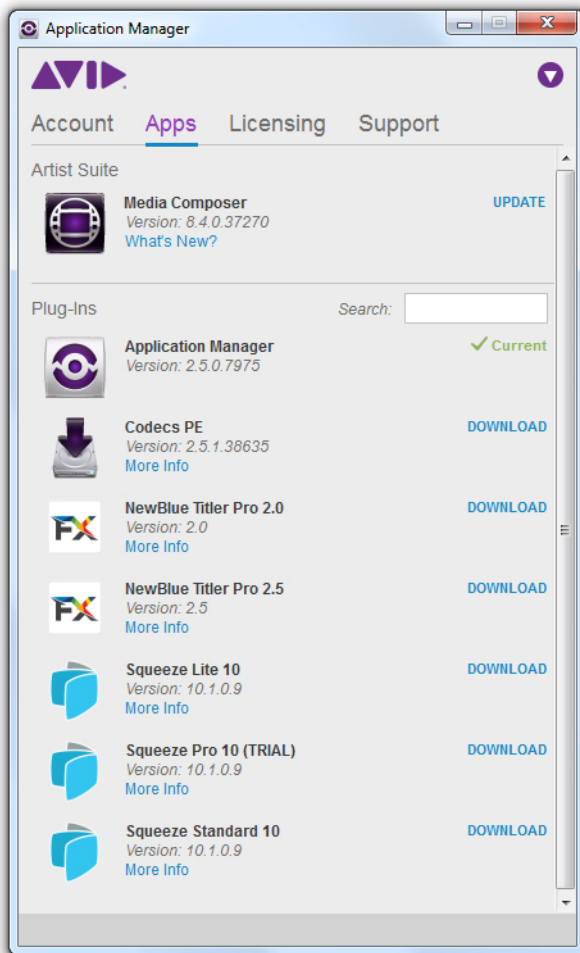 Application Manager
AVID
Account Apps Licensing Support
Artist Suite
Media Composer UPDATE
Version: 8.4.0.37270
What's New?
Plug-Ins Search:
Application Manager Current
Version: 2.5.0.7975
Codecs PE DOWNLOAD
Version: 2.5.1.38635
More Info
FX
NewBlue Titler Pro 2.0 DOWNLOAD
Version: 2.0
More Info
FX
NewBlue Titler Pro 2.5 DOWNLOAD
Version: 2.5
More Info
Squeeze Lite 10 DOWNLOAD
Version: 10.1.0.9
More Info
Squeeze Pro 10 (TRIAL) DOWNLOAD
Version: 10.1.0.9
More Info
Squeeze Standard 10 DOWNLOAD
Version: 10.1.0.9
More Info